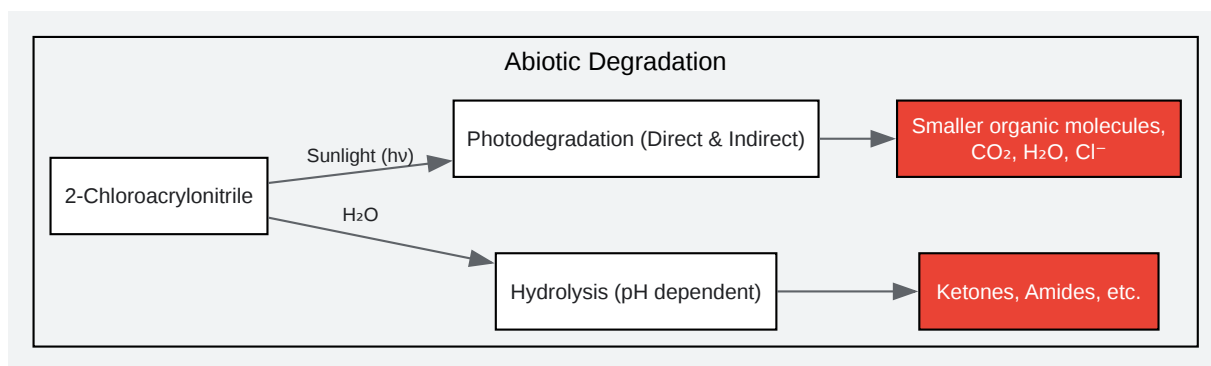 Abiotic Degradation
2-Chloroacrylonitrile
Sunlight (hν)
Photodegradation (Direct & Indirect)
Smaller organic molecules,
CO₂, H₂O, Cl⁻
H₂O
Hydrolysis (pH dependent)
Ketones, Amides, etc.